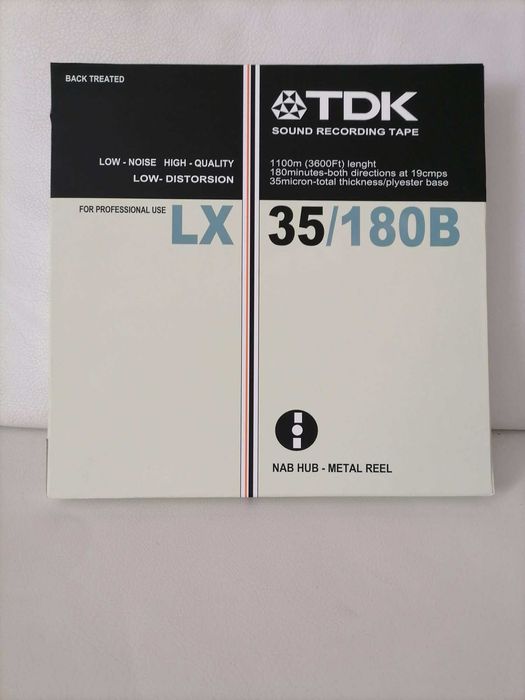 BACK TREATED
TDK
SOUND RECORDING TAPE
LOW - NOISE HIGH - QUALITY
LOW- DISTORSION
1100m (3600Ft) lenght
180minutes-both directions at 19cmps
35micron-total thickness/plyester base
FOR PROFESSIONAL USE LX 35/180B
NAB HUB - METAL REEL